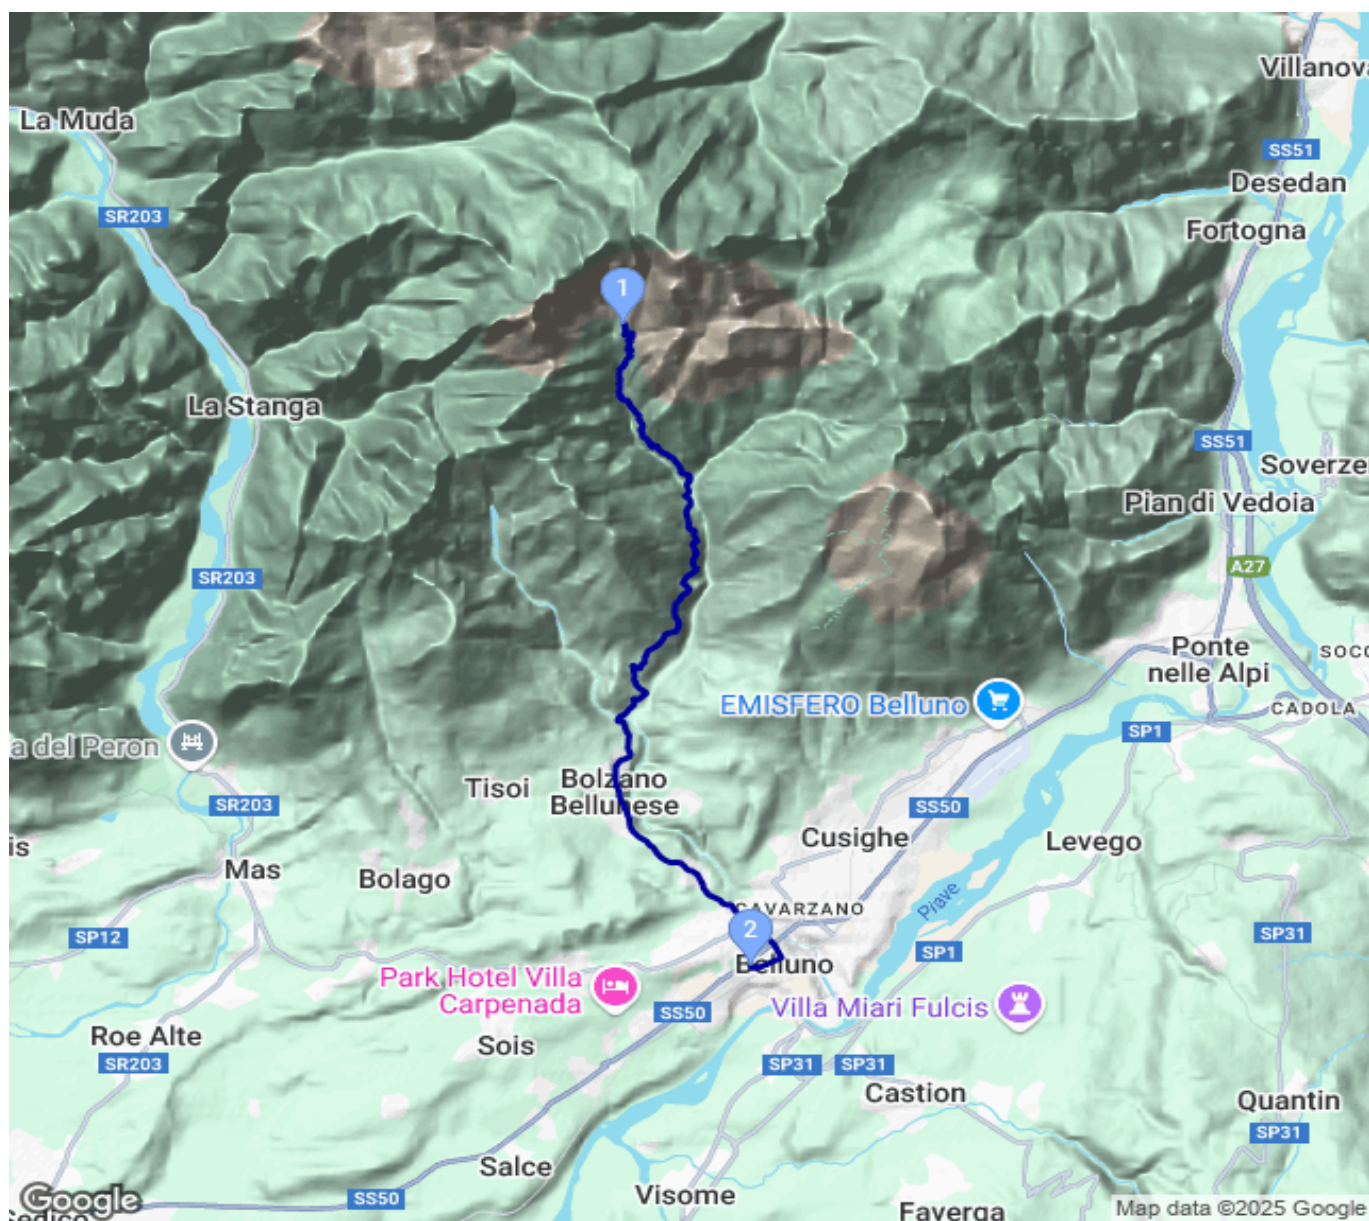 Villanov
La Muda
SS51
Desedan
SR203
Fortogna
1
La Stanga
SS51
Soverze
Pian di Vedoia
A27
SR203
Ponte
nelle Alpi
SOCC
EMISFERO Belluno
CADOLA
SP1
a del Peron
Tisoi
Bolzano
Bellunese
SR203
SS50
Cusighe
Levego
is
Mas
Bolago
Piave
CAVARZANO
2
SP12
SP1
SP31
Belluno
Park Hotel Villa
Carpenada
SS50
Villa Miari Fulcis
Roe Alte
Sois
SR203
SP31
SP31
Castion
Quantin
SP31
Salce
Visome
SS50
Google
Faverga
Map data ©2025 Google